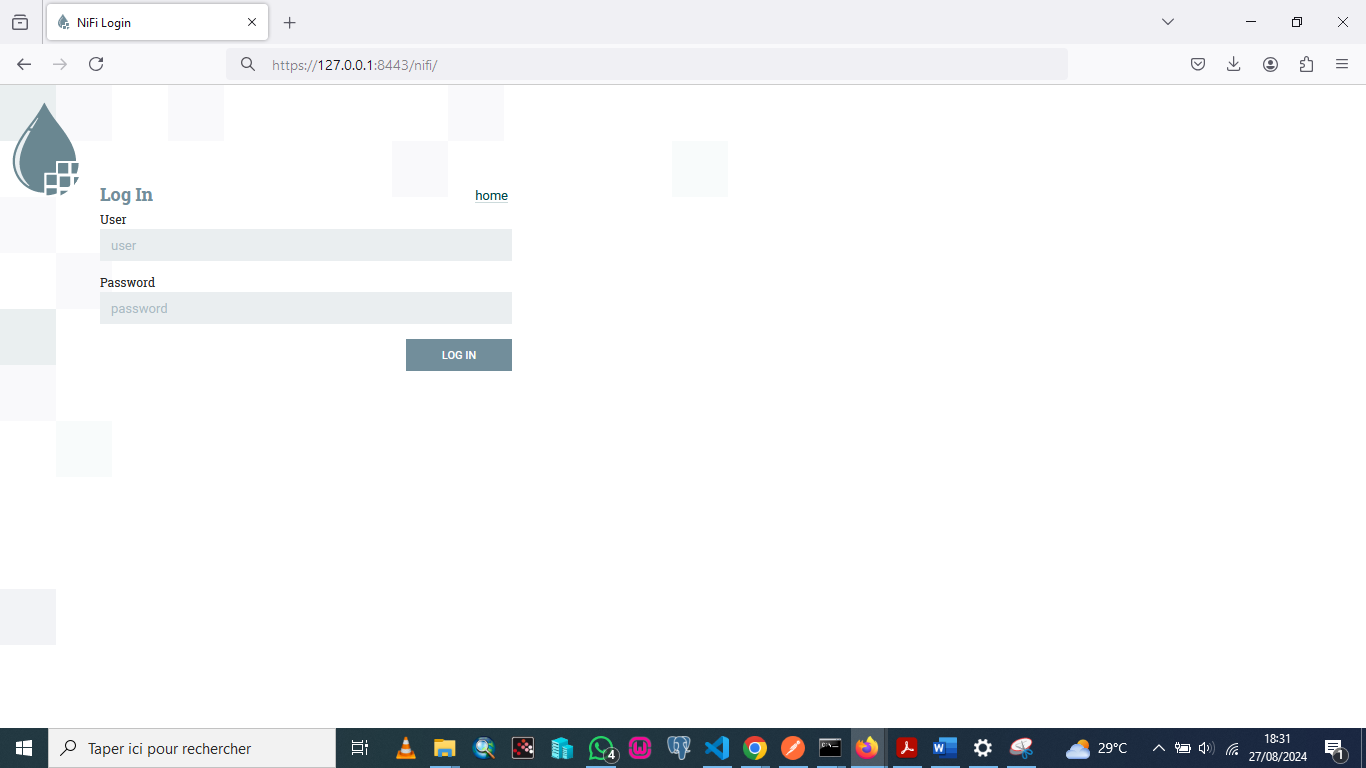 NiFi Login
https://127.0.0.1:8443/nifi/
Log In
home
User
user
Password
password
LOG IN
Taper ici pour rechercher
4
29°C
18:31
27/08/2024
1